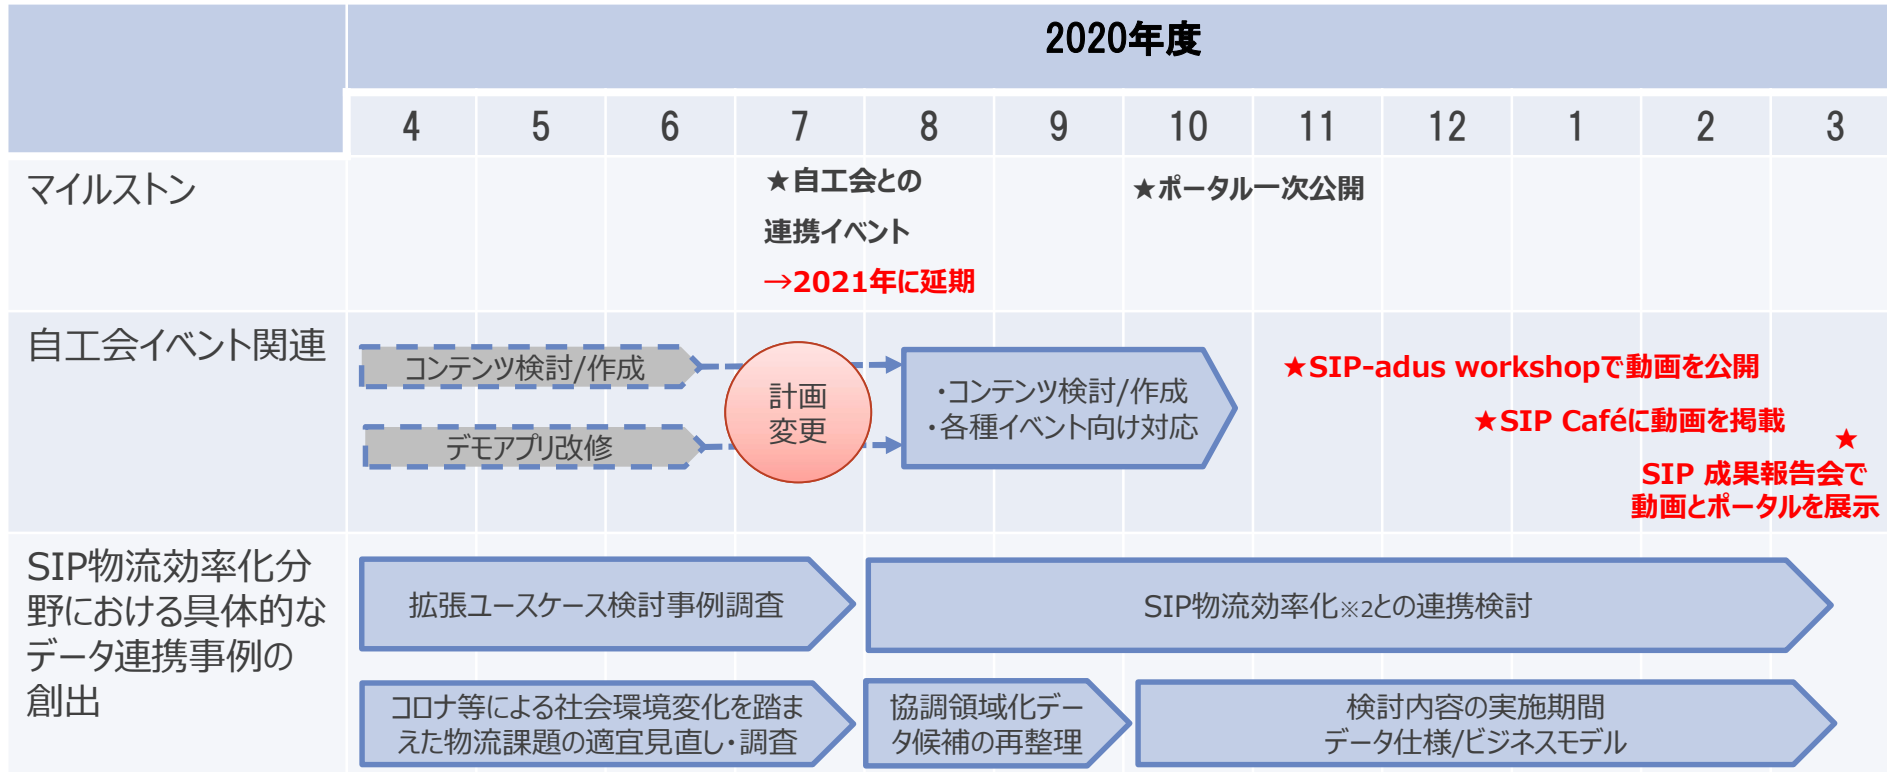 2020年度
4 5 6 7 8 9 10 11 12 1 2 3
マイルストン
★自工会との
連携イベント
→2021年に延期
★ポータル一次公開
自工会イベント関連
コンテンツ検討/作成
デモアプリ改修
計画
変更
・コンテンツ検討/作成
・各種イベント向け対応
★SIP-adus workshopで動画を公開
★SIP Caféに動画を掲載
★
SIP 成果報告会で
動画とポータルを展示
SIP物流効率化分
野における具体的な
データ連携事例の
創出
拡張ユースケース検討事例調査
SIP物流効率化※2との連携検討
コロナ等による社会環境変化を踏ま
えた物流課題の適宜見直し・調査
協調領域化デー
タ候補の再整理
検討内容の実施期間
データ仕様/ビジネスモデル